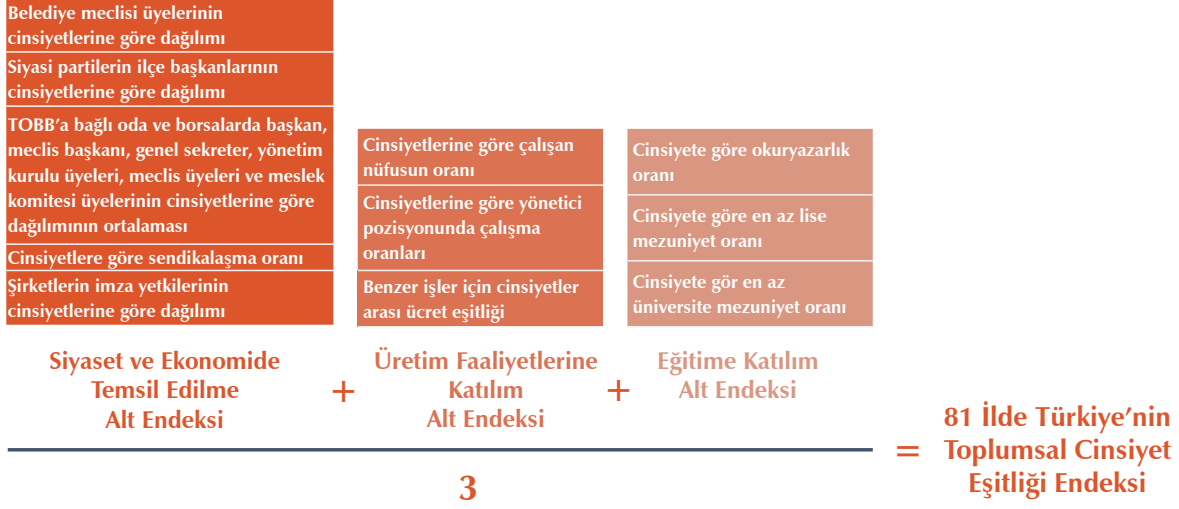 Belediye meclisi üyelerinin
cinsiyetlerine göre dağılımı
Siyasi partilerin ilçe başkanlarının
cinsiyetlerine göre dağılımı
TOBB’a bağlı oda ve borsalarda başkan,
meclis başkanı, genel sekreter, yönetim
kurulu üyeleri, meclis üyeleri ve meslek
komitesi üyelerinin cinsiyetlerine göre
dağılımının ortalaması
Cinsiyetlere göre sendikalaşma oranı
Şirketlerin imza yetkilerinin
cinsiyetlerine göre dağılımı
Siyaset ve Ekonomide
Temsil Edilme
Alt Endeksi
+
Cinsiyetlerine göre çalışan
nüfusun oranı
Cinsiyetlerine göre yönetici
pozisyonunda çalışma
oranları
Benzer işler için cinsiyetler
arası ücret eşitliği
Üretim Faaliyetlerine
Katılım
Alt Endeksi
+
Cinsiyete göre okuryazarlık
oranı
Cinsiyete göre en az lise
mezuniyet oranı
Cinsiyete gör en az
üniversite mezuniyet oranı
Eğitime Katılım
Alt Endeksi
3
=
81 İlde Türkiye’nin
Toplumsal Cinsiyet
Eşitliği Endeksi